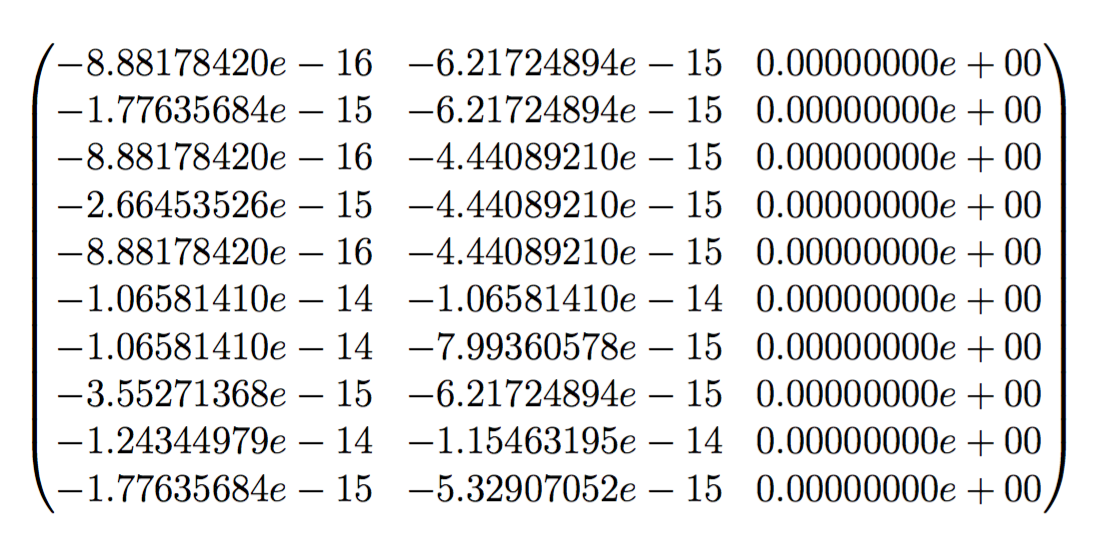 −8.88178420e − 16 −6.21724894e − 15 0.00000000e + 00
−1.77635684e − 15 −6.21724894e − 15 0.00000000e + 00
−8.88178420e − 16 −4.44089210e − 15 0.00000000e + 00
−2.66453526e − 15 −4.44089210e − 15 0.00000000e + 00
−8.88178420e − 16 −4.44089210e − 15 0.00000000e + 00
−1.06581410e − 14 −1.06581410e − 14 0.00000000e + 00
−1.06581410e − 14 −7.99360578e − 15 0.00000000e + 00
−3.55271368e − 15 −6.21724894e − 15 0.00000000e + 00
−1.24344979e − 14 −1.15463195e − 14 0.00000000e + 00
−1.77635684e − 15 −5.32907052e − 15 0.00000000e + 00